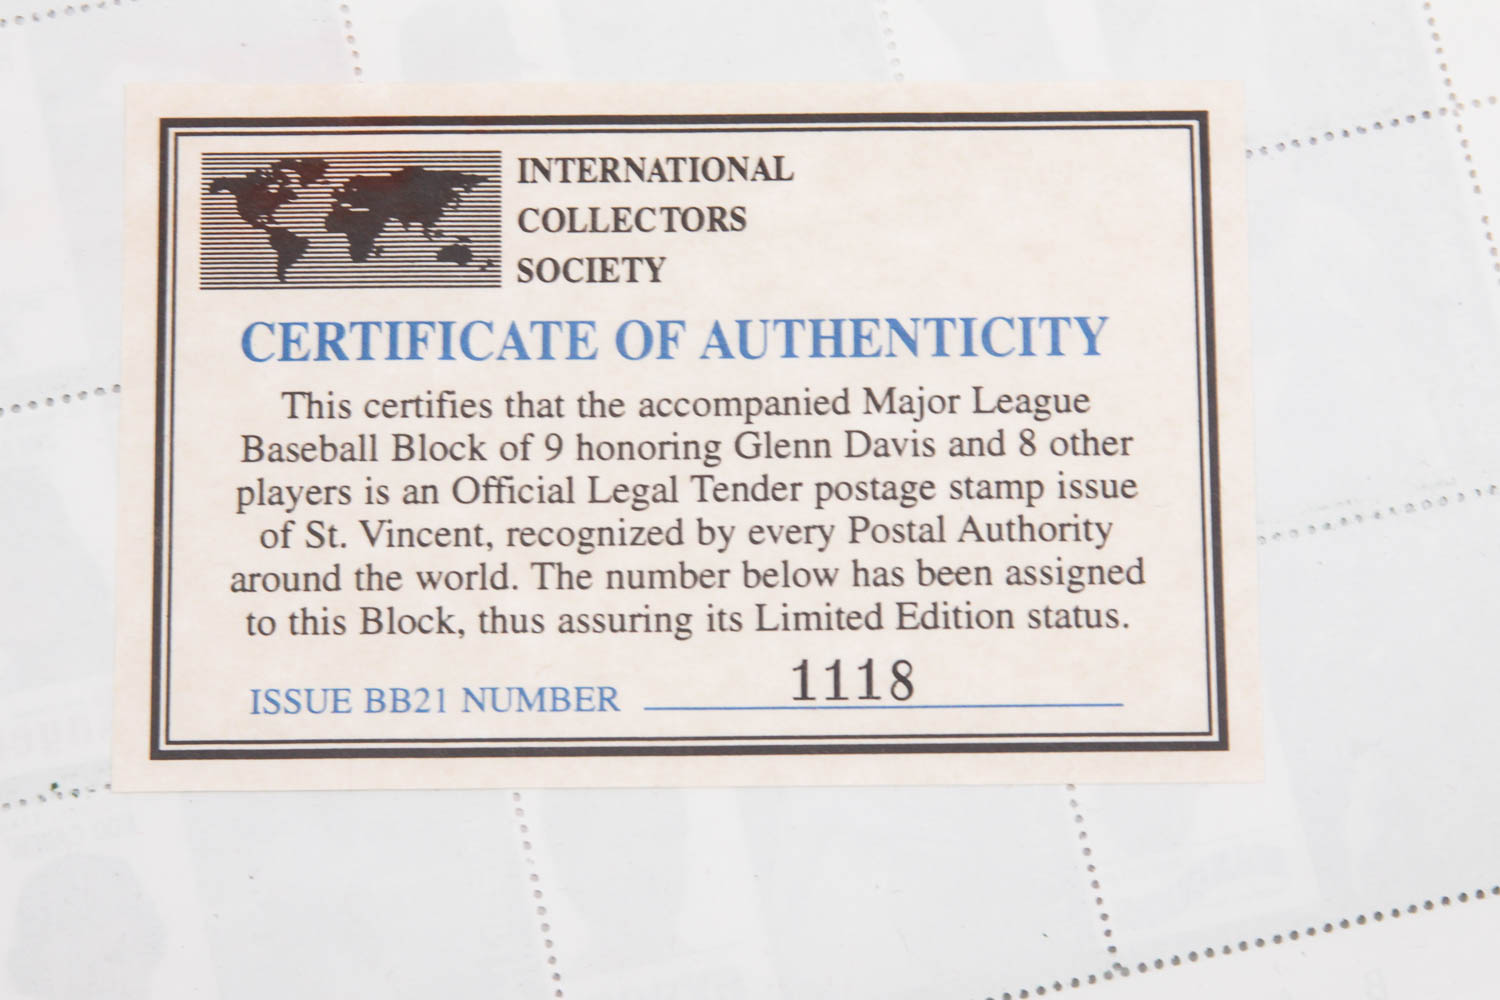 INTERNATIONAL
COLLECTORS
SOCIETY
CERTIFICATE OF AUTHENTICITY
This certifies that the accompanied Major League
Baseball Block of 9 honoring Glenn Davis and 8 other
players is an Official Legal Tender postage stamp issue
of St. Vincent, recognized by every Postal Authority
around the world. The number below has been assigned
to this Block, thus assuring its Limited Edition status.
ISSUE BB21 NUMBER 1118